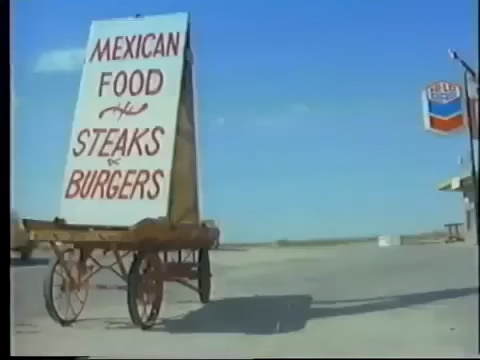 MEXICAN
FOOD
&
STEAKS
&
BURGERS